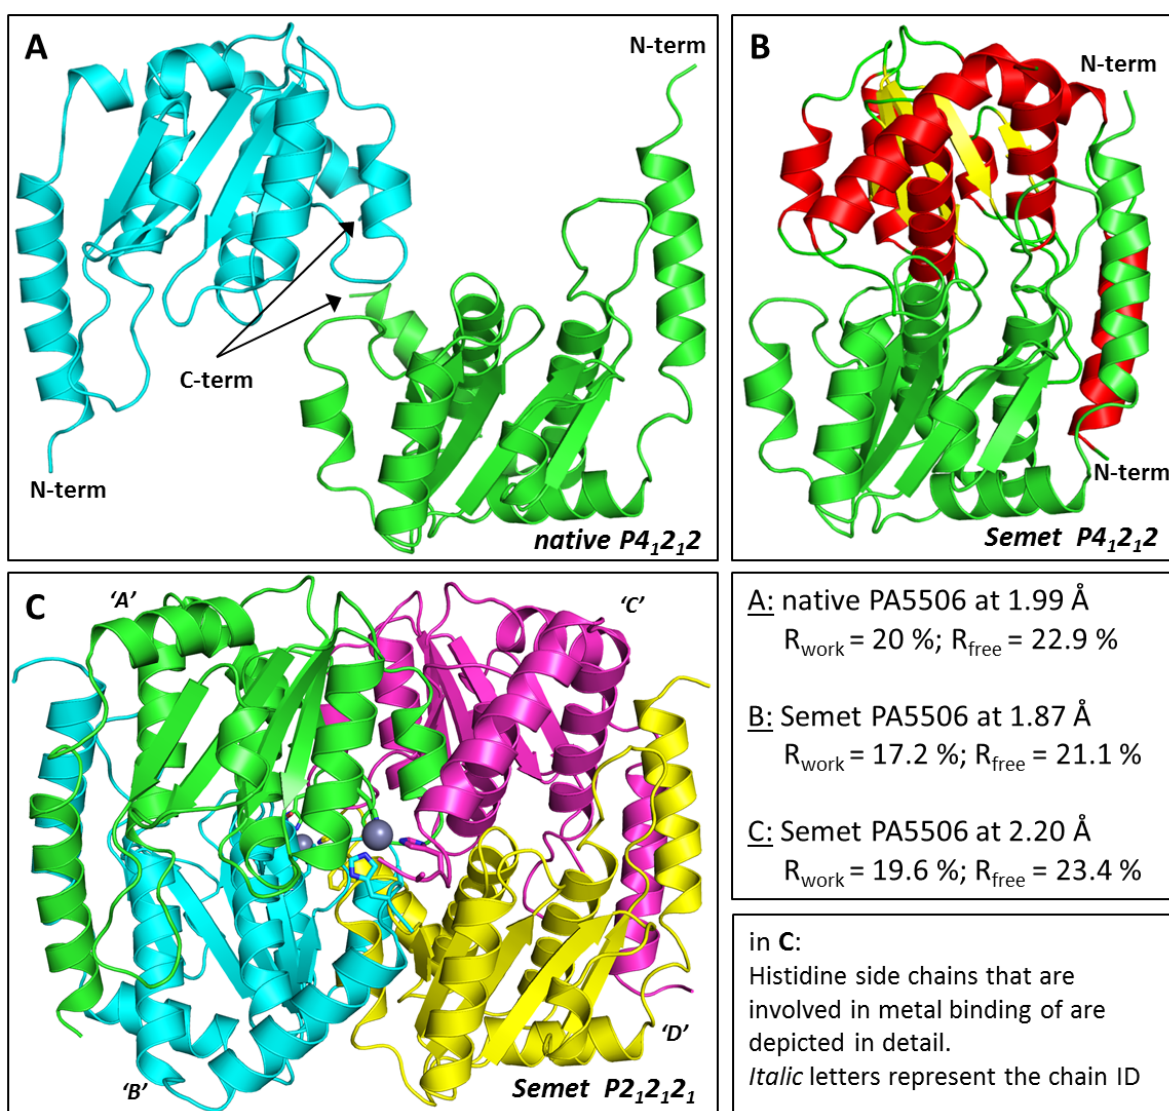 A
N-term
C-term
N-term
native P4₁2₁2
B
N-term
N-term
Semet P4₁2₁2
C
'A'
'C'
'B'
'D'
Semet P2₁2₁2₁
A: native PA5506 at 1.99 Å
R_work = 20 %; R_free = 22.9 %
B: Semet PA5506 at 1.87 Å
R_work = 17.2 %; R_free = 21.1 %
C: Semet PA5506 at 2.20 Å
R_work = 19.6 %; R_free = 23.4 %
in C:
Histidine side chains that are
involved in metal binding of are
depicted in detail.
Italic letters represent the chain ID